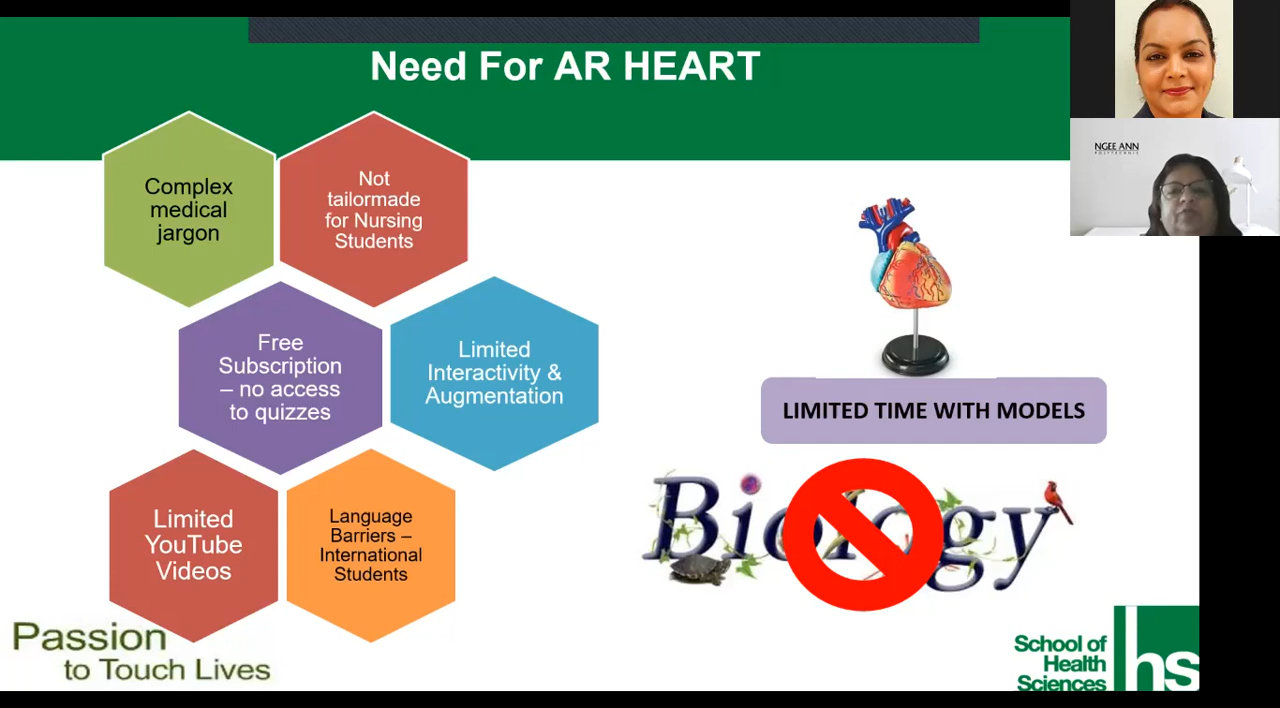 Need For AR HEART
Complex
medical
jargon
Not
tailormade
for Nursing
Students
Free
Subscription
– no access
to quizzes
Limited
Interactivity &
Augmentation
Limited
YouTube
Videos
Language
Barriers –
International
Students
LIMITED TIME WITH MODELS
Biology
Passion
to Touch Lives
School of
Health
Sciences
hs
NGEE ANN
POLYTECHNIC